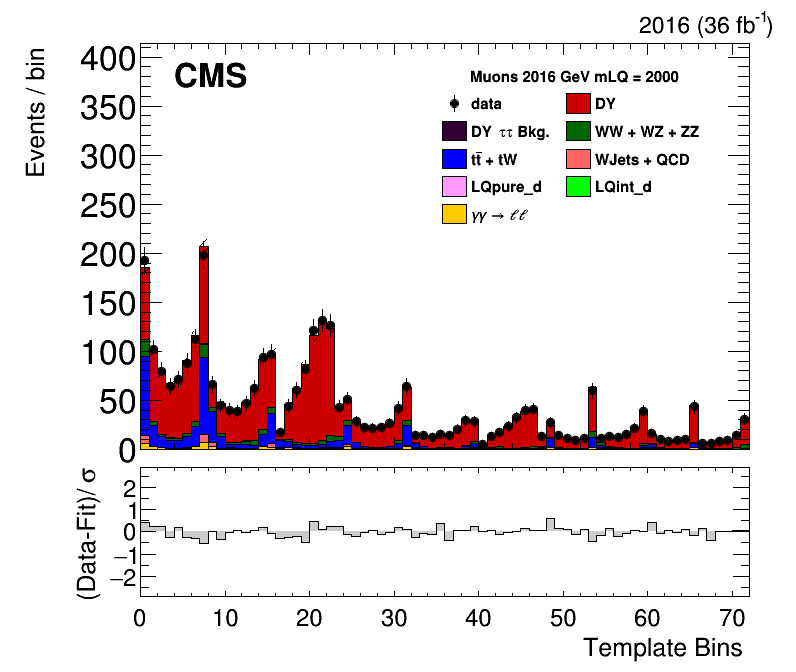 2016 (36 fb⁻¹)
CMS
Muons 2016 GeV mLQ = 2000
data DY
DY ττ Bkg. WW + WZ + ZZ
tt̄ + tW WJets + QCD
LQpure_d LQint_d
γγ → ℓℓ
Events / bin
400
350
300
250
200
150
100
50
0
(Data-Fit)/ σ
2
1
0
−1
−2
0 10 20 30 40 50 60 70
Template Bins